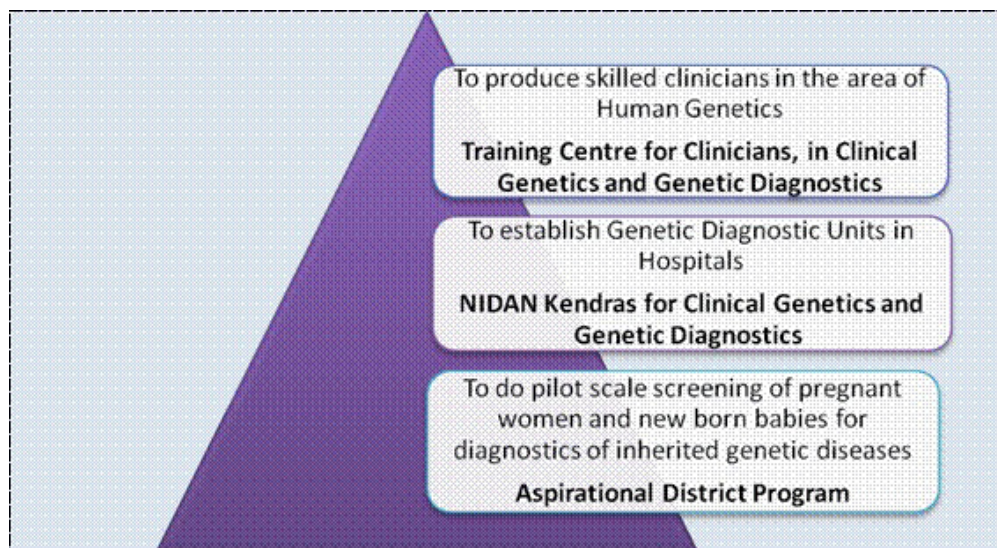 To produce skilled clinicians in the area of
Human Genetics
Training Centre for Clinicians, in Clinical
Genetics and Genetic Diagnostics
To establish Genetic Diagnostic Units in
Hospitals
NIDAN Kendras for Clinical Genetics and
Genetic Diagnostics
To do pilot scale screening of pregnant
women and new born babies for
diagnostics of inherited genetic diseases
Aspirational District Program